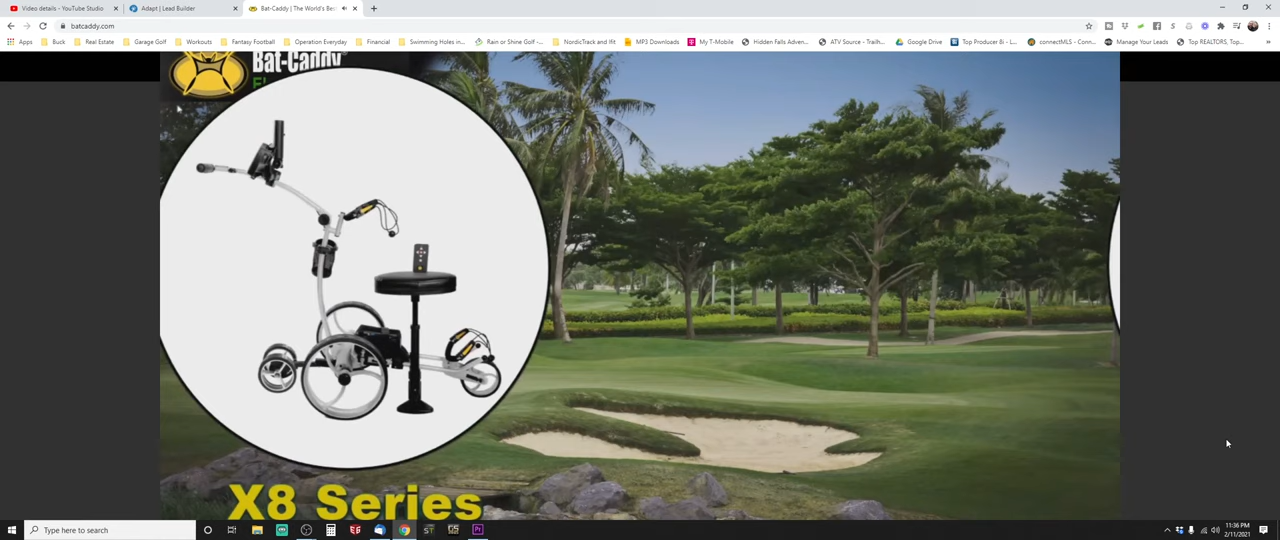 Video details - YouTube Studio
Adapt | Lead Builder
Bat-Caddy | The World's Bes
batcaddy.com
Apps Buck Real Estate Garage Golf Workouts Fantasy Football Operation Everyday Financial Swimming Holes in... Rain or Shine Golf -... NordicTrack and Ifit MP3 Downloads My T-Mobile Hidden Falls Adven... ATV Source - Trailh... Google Drive Top Producer 8i - L... connectMLS - Conn... Manage Your Leads Top REALTORS, Top...
Bat-Caddy
X8 Series
Type here to search
11:36 PM
2/11/2021